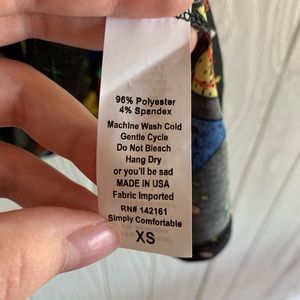 96% Polyester
4% Spandex
Machine Wash Cold
Gentle Cycle
Do Not Bleach
Hang Dry
or you'll be sad
MADE IN USA
Fabric Imported
RN# 142161
Simply Comfortable
XS